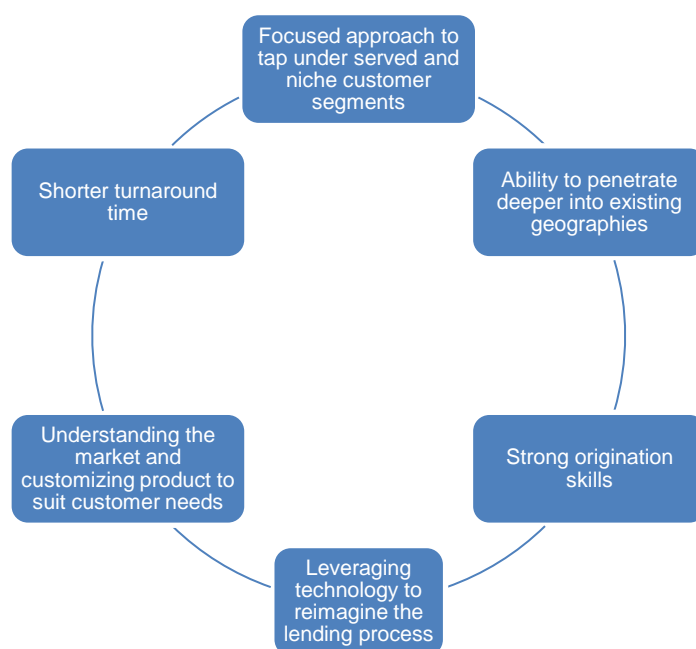 Focused approach to
tap under served and
niche customer
segments
Ability to penetrate
deeper into existing
geographies
Strong origination
skills
Leveraging
technology to
reimagine the
lending process
Understanding the
market and
customizing product to
suit customer needs
Shorter turnaround
time